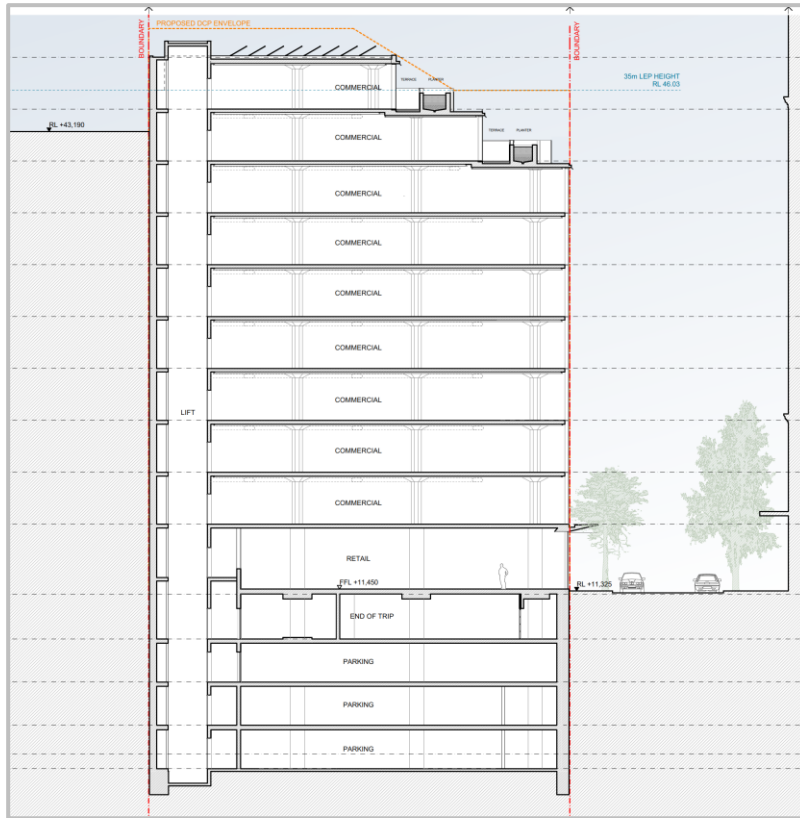 PROPOSED DCP ENVELOPE
BOUNDARY
BOUNDARY
35m LEP HEIGHT
RL 46.03
COMMERCIAL
TERRACE
PLANTER
RL +43,190
COMMERCIAL
TERRACE
PLANTER
COMMERCIAL
COMMERCIAL
COMMERCIAL
COMMERCIAL
COMMERCIAL
LIFT
COMMERCIAL
COMMERCIAL
RETAIL
FFL +11,450
RL +11,325
END OF TRIP
PARKING
PARKING
PARKING